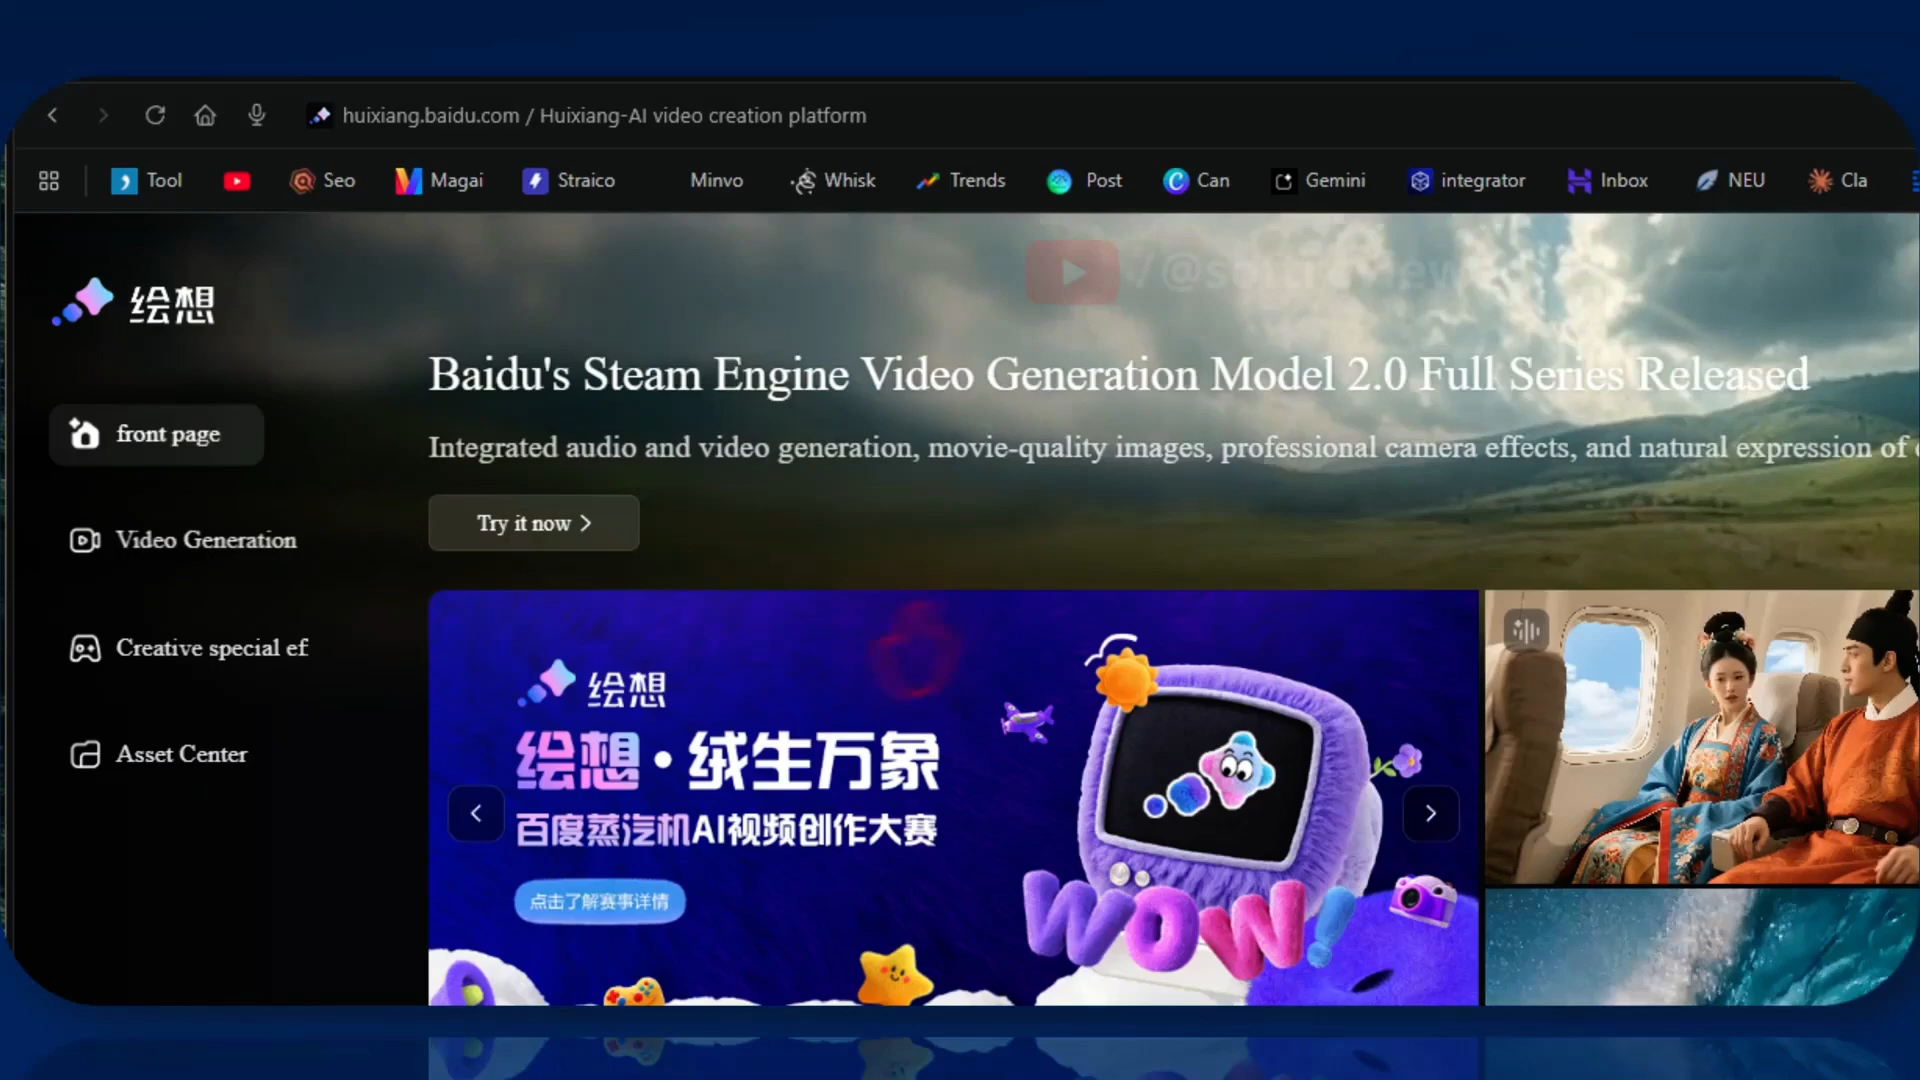 huixiang.baidu.com / Huixiang-AI video creation platform
Tool
Seo
Magai
Straico
Minvo
Whisk
Trends
Post
Can
Gemini
integrator
Inbox
NEU
Cla
绘想
Baidu's Steam Engine Video Generation Model 2.0 Full Series Released
Integrated audio and video generation, movie-quality images, professional camera effects, and natural expression of
Try it now
front page
Video Generation
Creative special ef
Asset Center
绘想
绘想·绒生万象
百度蒸汽机AI视频创作大赛
点击了解赛事详情
WOW!